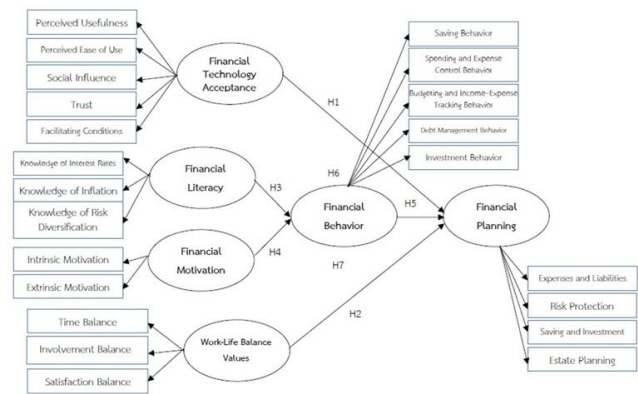 Perceived Usefulness
Perceived Ease of Use
Social Influence
Trust
Facilitating Conditions
Financial
Technology
Acceptance
Saving Behavior
Spending and Expense
Control Behavior
Budgeting and Income-Expense
Tracking Behavior
Debt Management Behavior
Investment Behavior
H1
Knowledge of Interest Rates
Knowledge of Inflation
Knowledge of Risk
Diversification
Financial
Literacy
H3
H6
Financial
Behavior
H5
Financial
Planning
Intrinsic Motivation
Extrinsic Motivation
Financial
Motivation
H4
H7
Time Balance
Involvement Balance
Satisfaction Balance
Work-Life Balance
Values
H2
Expenses and Liabilities
Risk Protection
Saving and Investment
Estate Planning